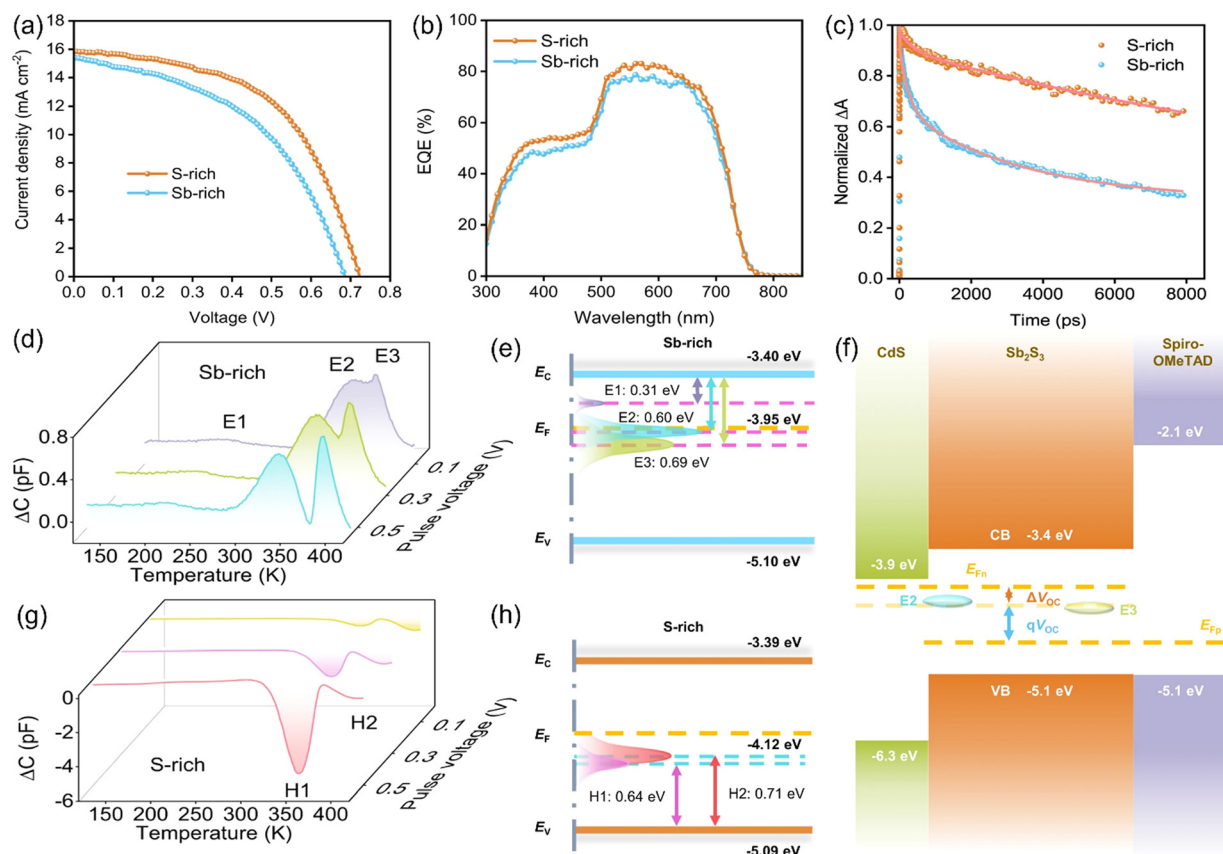 (a)
18
16
14
12
10
8
6
4
2
0
Current density (mA cm⁻²)
S-rich
Sb-rich
0.0 0.1 0.2 0.3 0.4 0.5 0.6 0.7 0.8
Voltage (V)
(b)
100
80
60
40
20
0
EQE (%)
S-rich
Sb-rich
300 400 500 600 700 800
Wavelength (nm)
(c)
1.0
0.8
0.6
0.4
0.2
0.0
Normalized ΔA
S-rich
Sb-rich
0 2000 4000 6000 8000
Time (ps)
(d)
Sb-rich
E1
E2
E3
0.8
0.4
0.0
ΔC (pF)
150 200 250 300 350 400
Temperature (K)
0.1
0.3
0.5
Pulse voltage (V)
(e)
Sb-rich
-3.40 eV
EC
E1: 0.31 eV
E2: 0.60 eV
-3.95 eV
EF
E3: 0.69 eV
EV
-5.10 eV
(f)
CdS
Sb₂S₃
Spiro-
OMeTAD
-2.1 eV
CB -3.4 eV
-3.9 eV
EFn
E2
ΔVOC
E3
qVOC
EFp
VB -5.1 eV
-5.1 eV
-6.3 eV
(g)
0
-2
-4
-6
ΔC (pF)
S-rich
H1
H2
150 200 250 300 350 400
Temperature (K)
0.1
0.3
0.5
Pulse voltage (V)
(h)
S-rich
-3.39 eV
EC
EF
-4.12 eV
H1: 0.64 eV
H2: 0.71 eV
EV
-5.09 eV